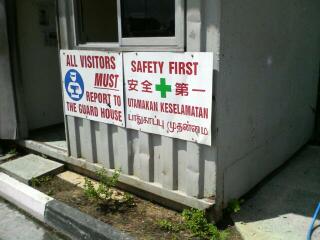 ALL VISITORS
MUST
REPORT TO
THE GUARD HOUSE
SAFETY FIRST
安全 第一
UTAMAKAN KESELAMATAN
பாதுகாப்பு முதன்மை